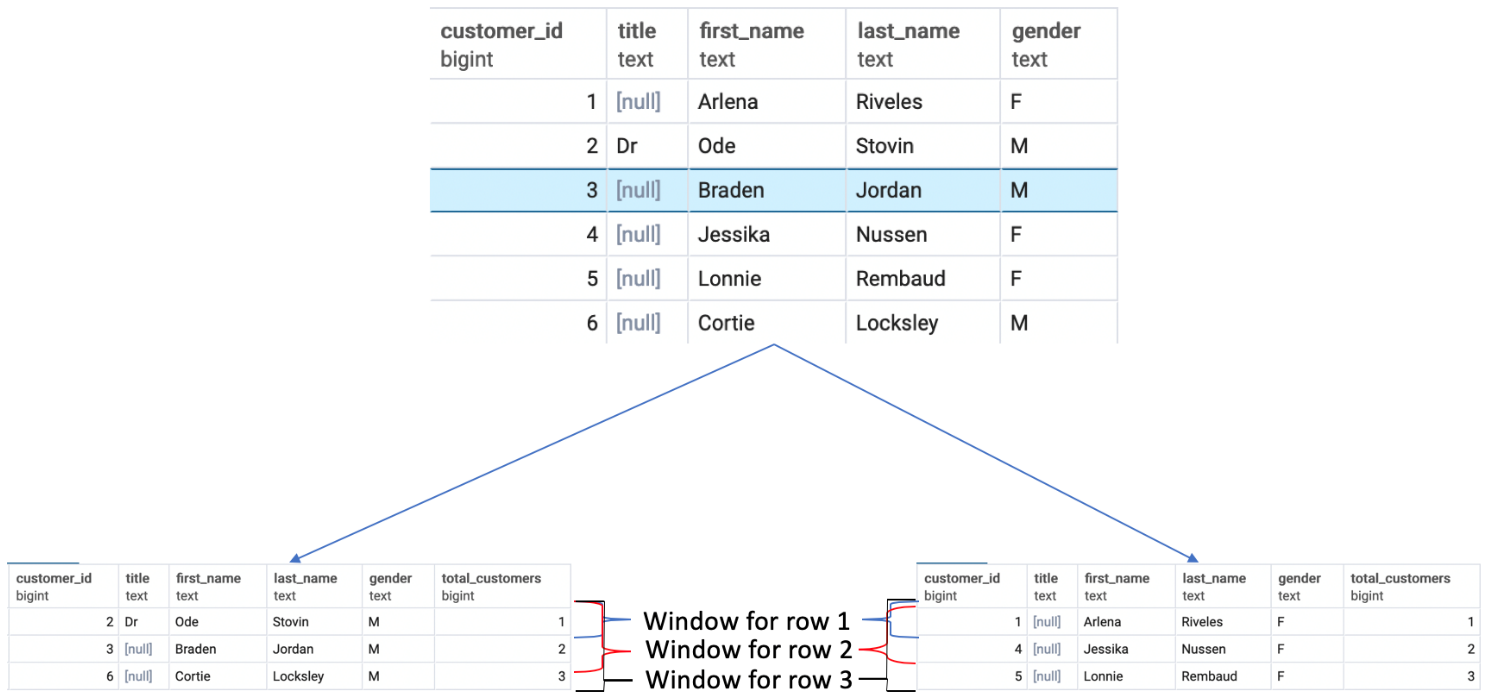 customer_id title first_name last_name gender
bigint text text text text
1 [null] Arlena Riveles F
2 Dr Ode Stovin M
3 [null] Braden Jordan M
4 [null] Jessika Nussen F
5 [null] Lonnie Rembaud F
6 [null] Cortie Locksley M
customer_id title first_name last_name gender total_customers
bigint text text text text bigint
2 Dr Ode Stovin M 1
3 [null] Braden Jordan M 2
6 [null] Cortie Locksley M 3
Window for row 1
Window for row 2
Window for row 3
customer_id title first_name last_name gender total_customers
bigint text text text text bigint
1 [null] Arlena Riveles F 1
4 [null] Jessika Nussen F 2
5 [null] Lonnie Rembaud F 3